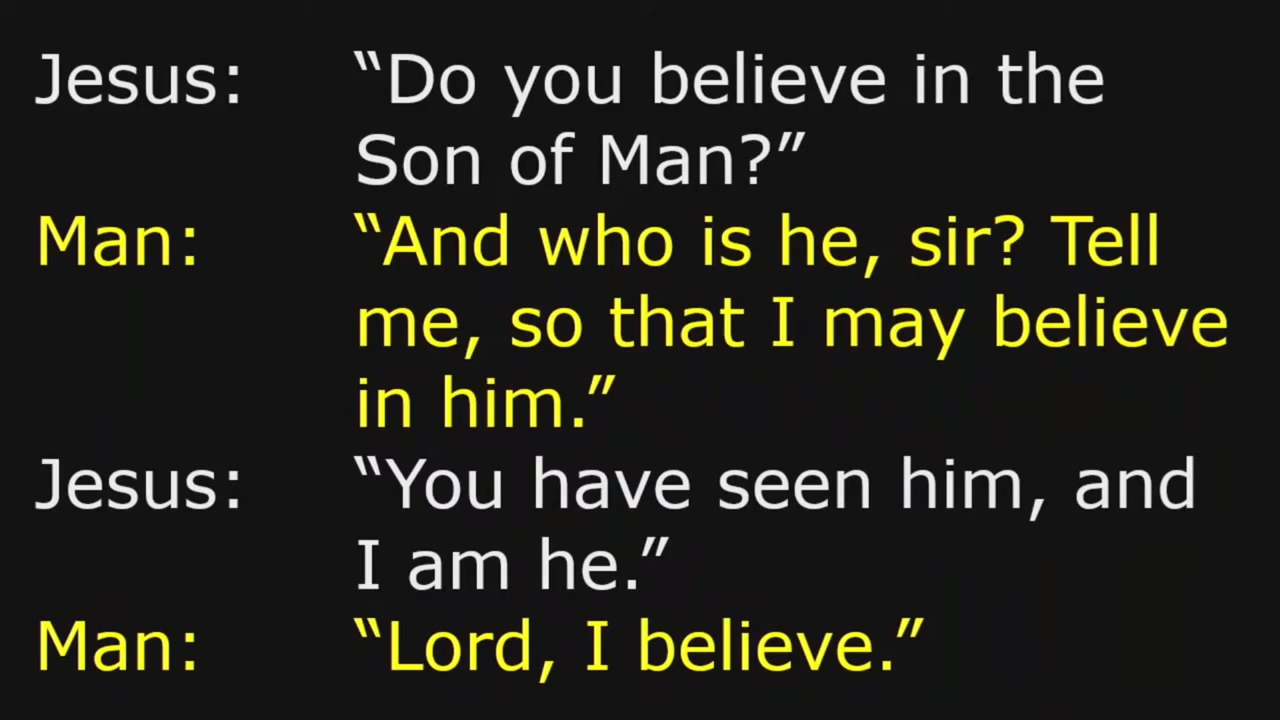 Jesus: “Do you believe in the
Son of Man?”
Man: “And who is he, sir? Tell
me, so that I may believe
in him.”
Jesus: “You have seen him, and
I am he.”
Man: “Lord, I believe.”